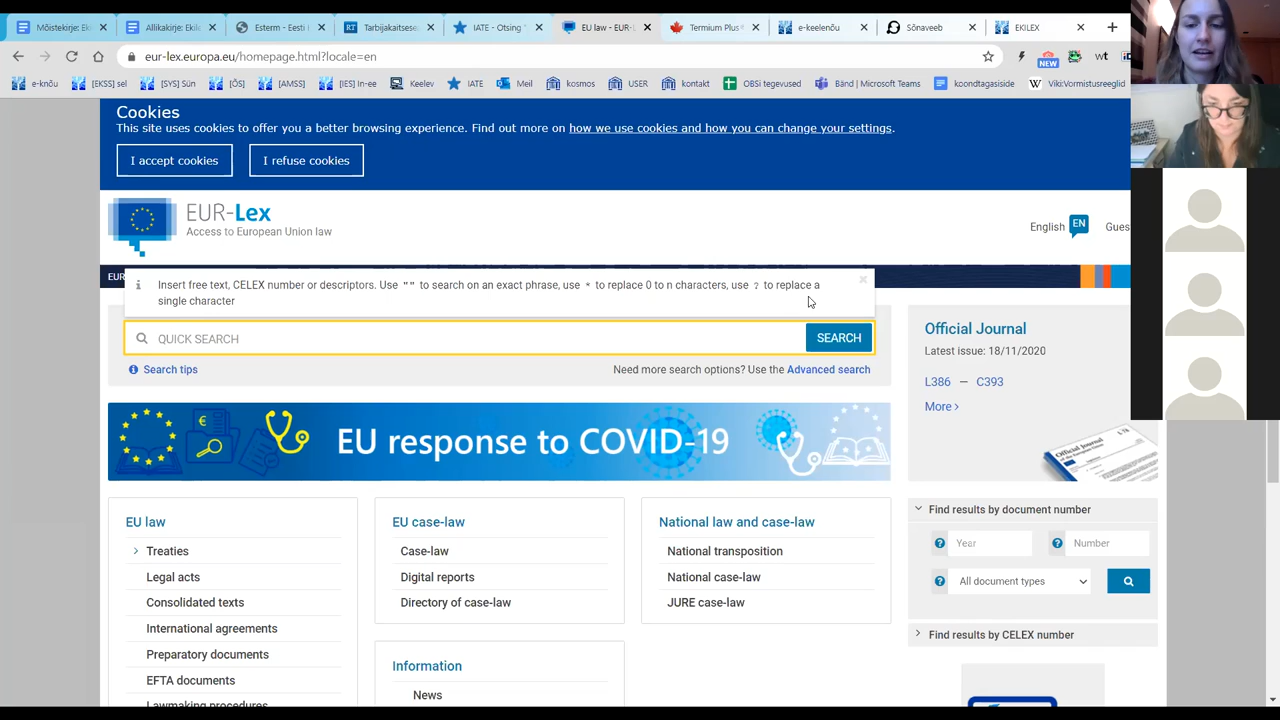 Mõistekirje: Ek
Allikakirje: Ekil
Esterm - Eesti
Tarbijakaitsese
IATE - Otsing
EU law - EUR-
Termium Plus
e-keelenõu
Sõnaveeb
EKILEX
eur-lex.europa.eu/homepage.html?locale=en
NEW
wt
e-knõu
[EKSS] sel
[SÝS] Sün
[ÕS]
[AMSS]
[IES] In-ee
Keelev
IATE
Meil
kosmos
USER
kontakt
OBSi tegevused
Bänd | Microsoft Teams
koondtagasiside
Viki:Vormistusreeglid
Cookies
This site uses cookies to offer you a better browsing experience. Find out more on how we use cookies and how you can change your settings.
I accept cookies
I refuse cookies
EUR-Lex
Access to European Union law
English EN
Gues
EUR
Insert free text, CELEX number or descriptors. Use "" to search on an exact phrase, use * to replace 0 to n characters, use ? to replace a
single character
QUICK SEARCH
SEARCH
Search tips
Need more search options? Use the Advanced search
Official Journal
Latest issue: 18/11/2020
L386 — C393
More
EU response to COVID-19
EU law
Treaties
Legal acts
Consolidated texts
International agreements
Preparatory documents
EFTA documents
Lawmaking procedures
EU case-law
Case-law
Digital reports
Directory of case-law
Information
News
National law and case-law
National transposition
National case-law
JURE case-law
Find results by document number
Year
Number
All document types
Find results by CELEX number